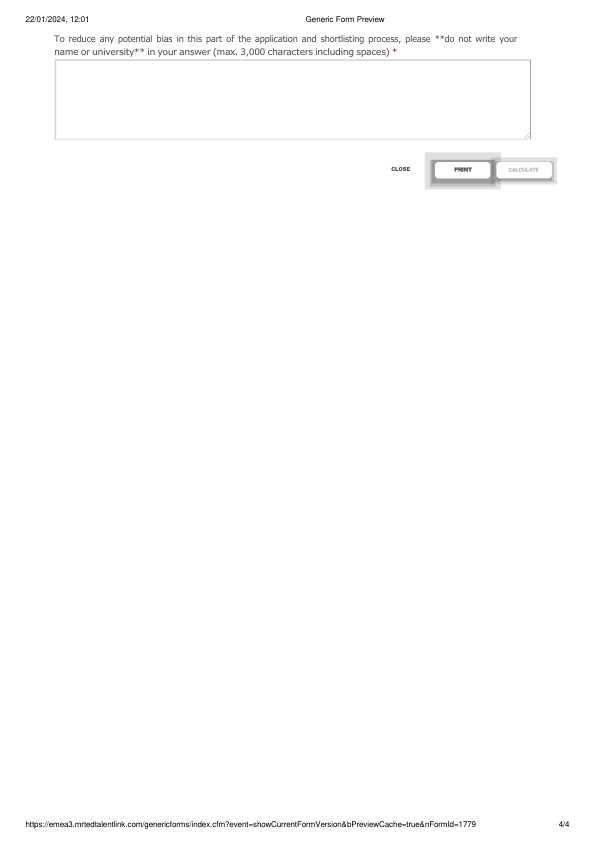 22/01/2024, 12:01 Generic Form Preview
To reduce any potential bias in this part of the application and shortlisting process, please **do not write your
name or university** in your answer (max. 3,000 characters including spaces) *
CLOSE PRINT CALCULATE
https://emea3.mrtedtalentlink.com/genericforms/index.cfm?event=showCurrentFormVersion&bPreviewCache=true&nFormId=1779 4/4